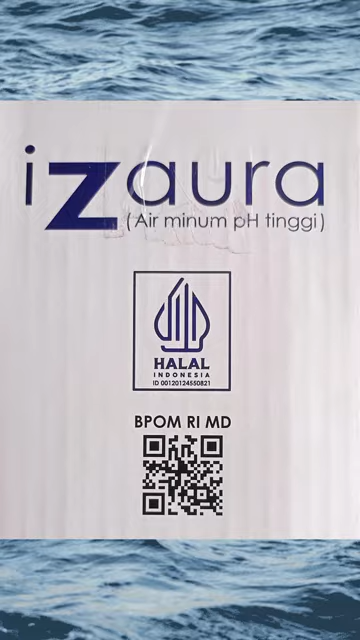 izaura
(Air minum pH tinggi)
HALAL
INDONESIA
ID 00120124550821
BPOM RI MD